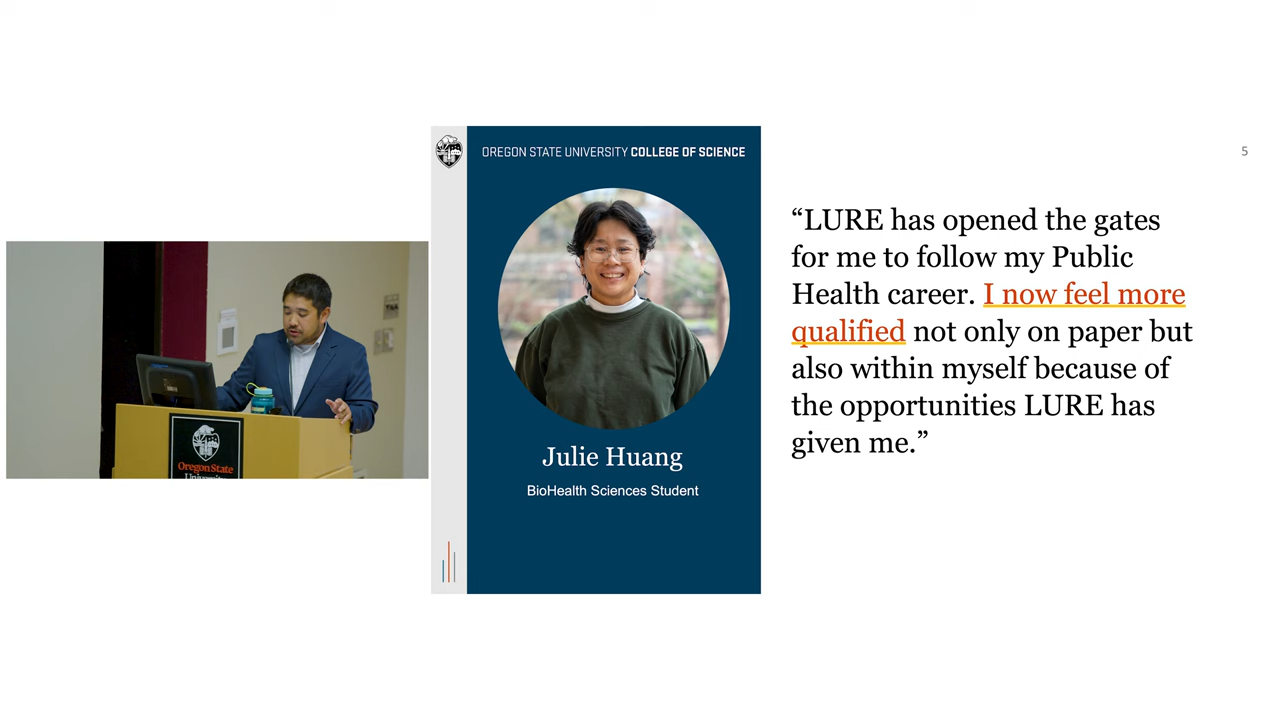 OREGON STATE UNIVERSITY COLLEGE OF SCIENCE
5
Julie Huang
BioHealth Sciences Student
“LURE has opened the gates
for me to follow my Public
Health career. I now feel more
qualified not only on paper but
also within myself because of
the opportunities LURE has
given me.”
Oregon State
University